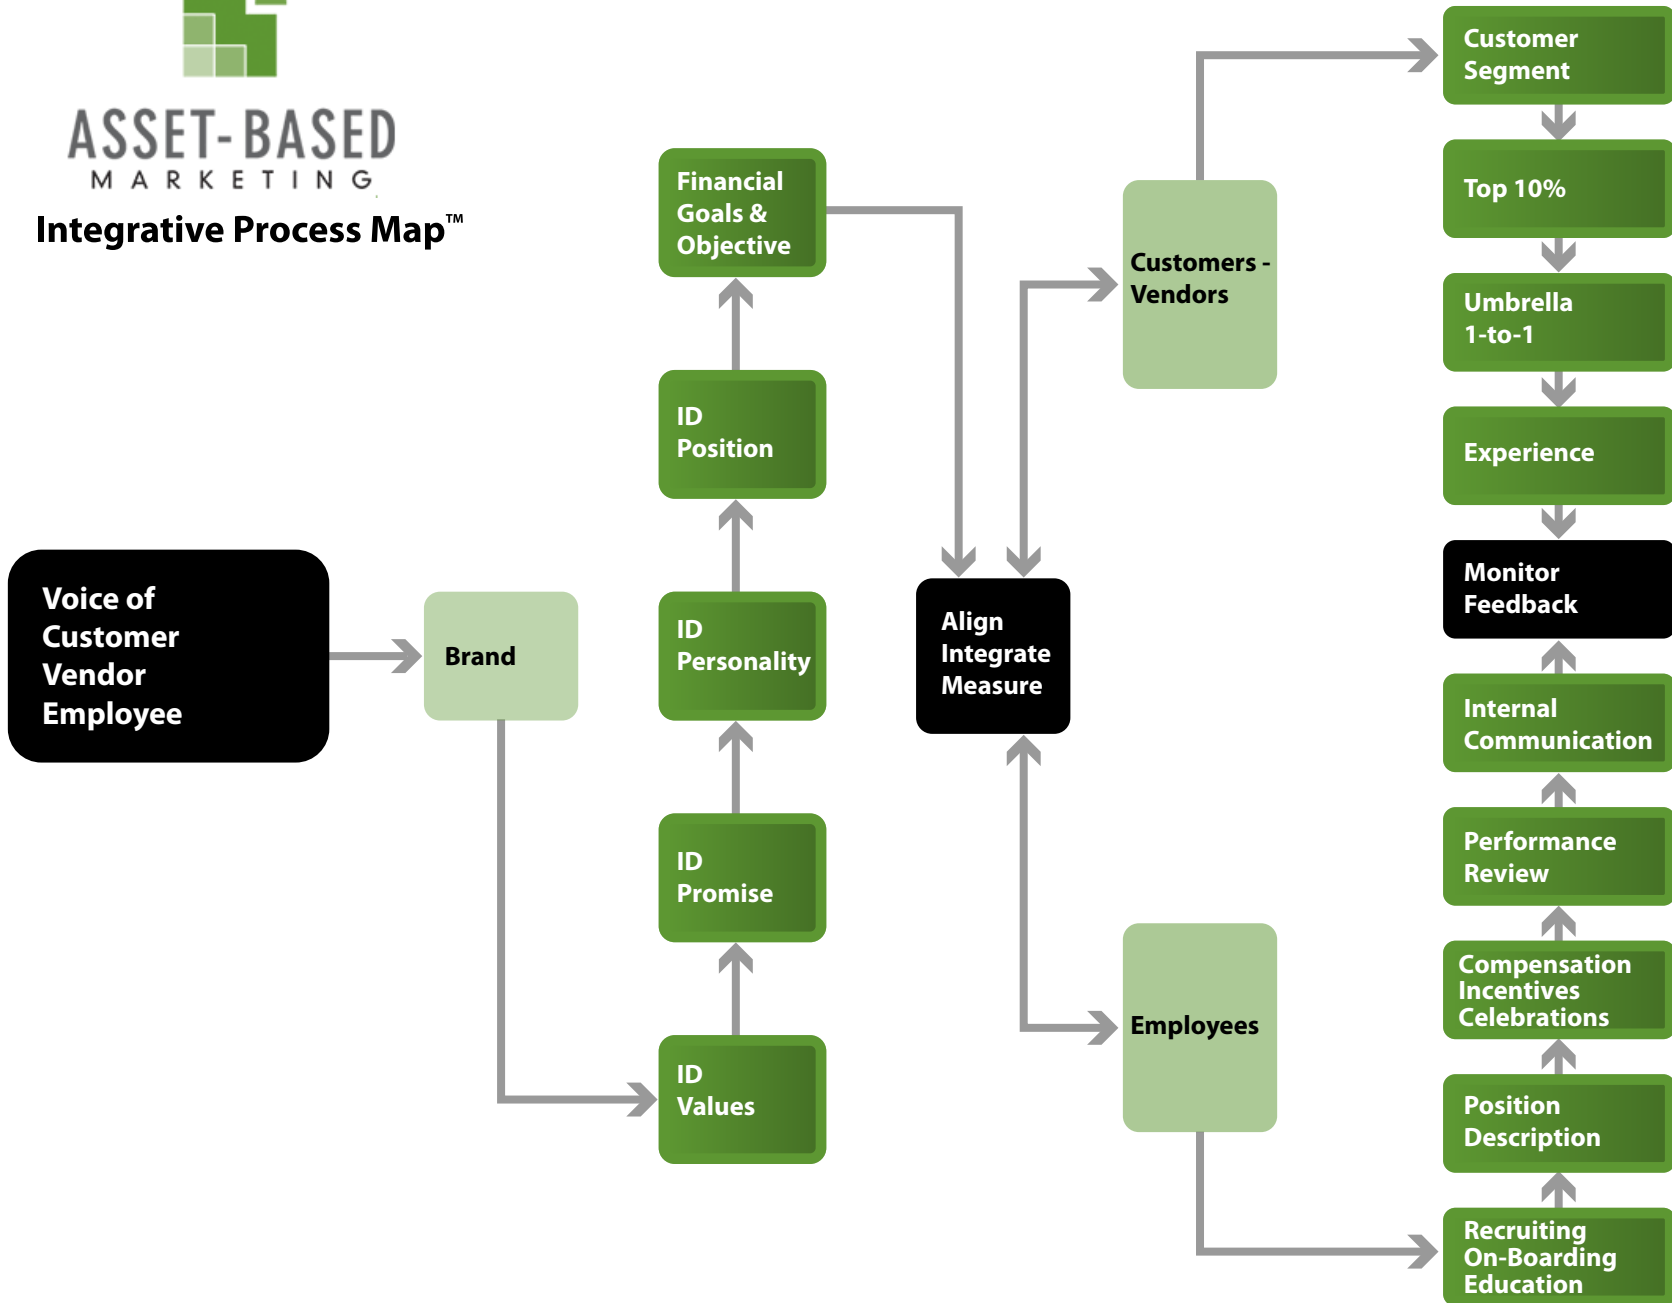 ASSET-BASED
MARKETING
Integrative Process Map™
Voice of
Customer
Vendor
Employee
Brand
Financial
Goals &
Objective
ID
Position
ID
Personality
ID
Promise
ID
Values
Align
Integrate
Measure
Customers -
Vendors
Employees
Customer
Segment
Top 10%
Umbrella
1-to-1
Experience
Monitor
Feedback
Internal
Communication
Performance
Review
Compensation
Incentives
Celebrations
Position
Description
Recruiting
On-Boarding
Education